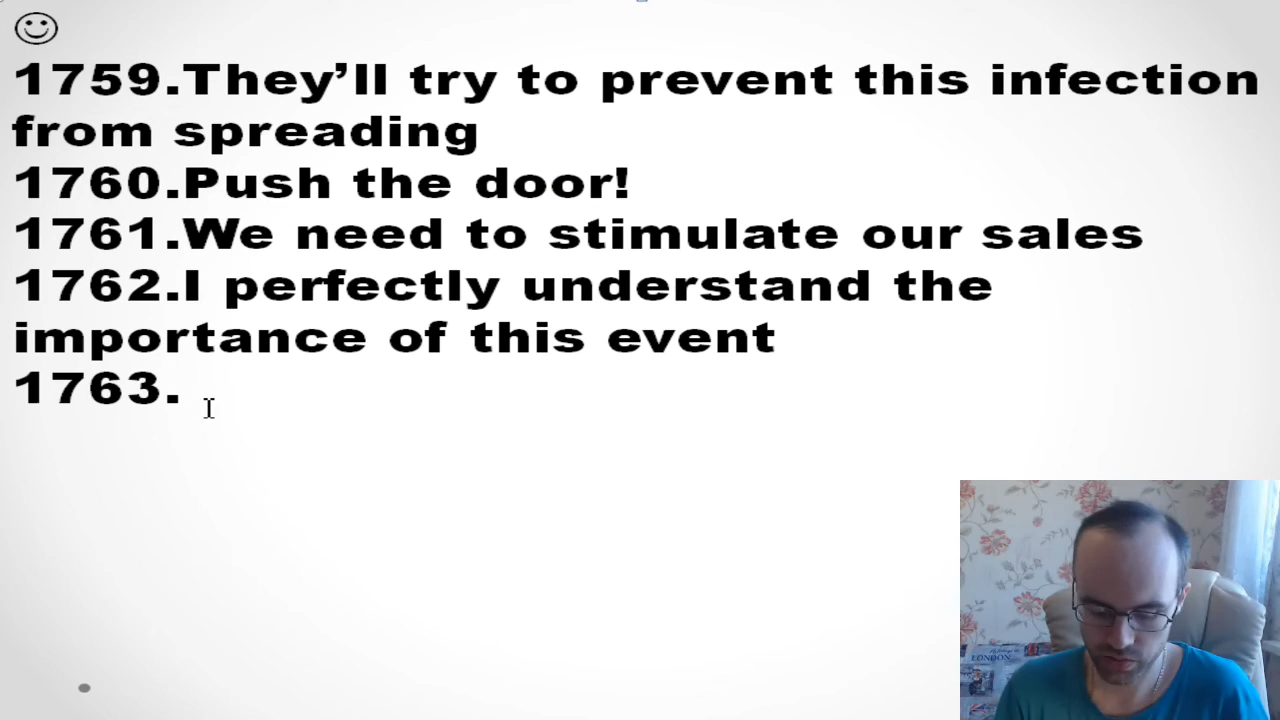 1759.They’ll try to prevent this infection
from spreading
1760.Push the door!
1761.We need to stimulate our sales
1762.I perfectly understand the
importance of this event
1763.
LONDON